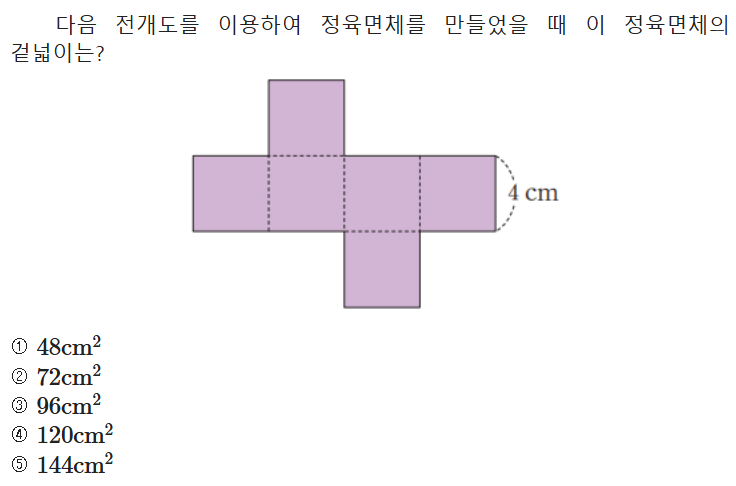 다음 전개도를 이용하여 정육면체를 만들었을 때 이 정육면체의
겉넓이는?
4 cm
① 48cm²
② 72cm²
③ 96cm²
④ 120cm²
⑤ 144cm²